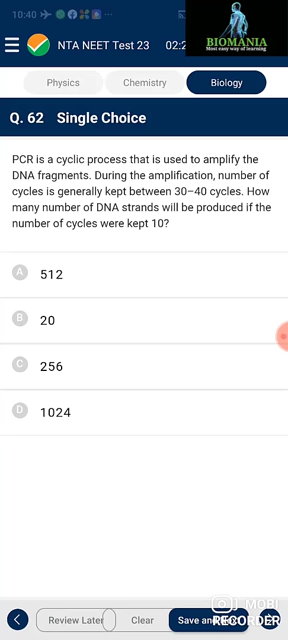 10:40
BIOMANIA
Most easy way of learning
NTA NEET Test 23
02:2
Physics
Chemistry
Biology
Q. 62 Single Choice
PCR is a cyclic process that is used to amplify the
DNA fragments. During the amplification, number of
cycles is generally kept between 30–40 cycles. How
many number of DNA strands will be produced if the
number of cycles were kept 10?
A 512
B 20
C 256
D 1024
Review Later
Clear
Save and
MOBI
RECORDER